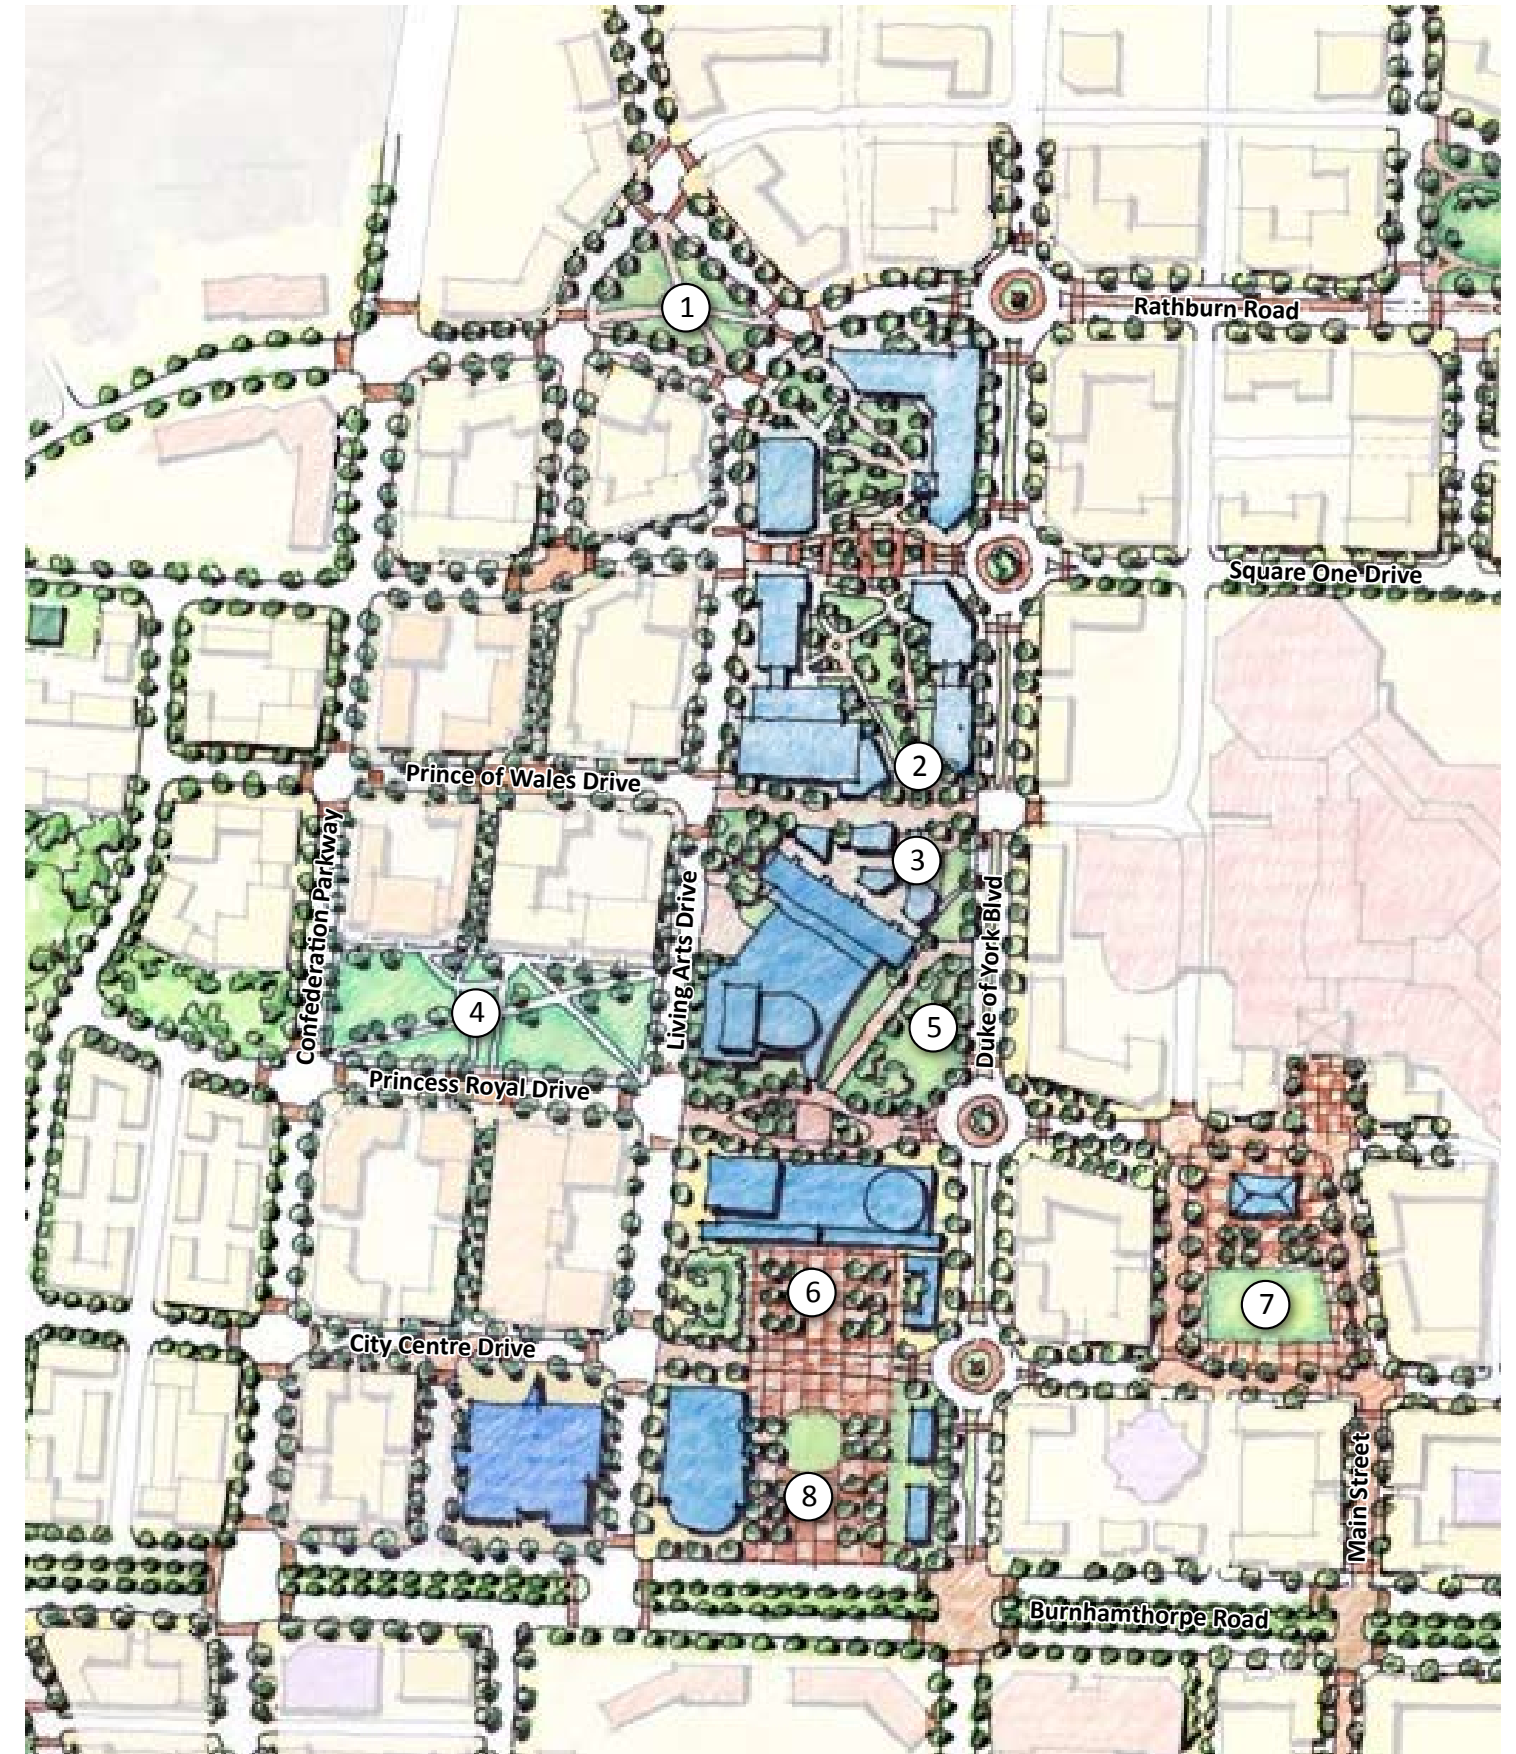 1
Rathburn Road
Square One Drive
2
Prince of Wales Drive
3
Confederation Parkway
Living Arts Drive
Duke of York Blvd
4
5
Princess Royal Drive
6
7
City Centre Drive
8
Main Street
Burnhamthorpe Road